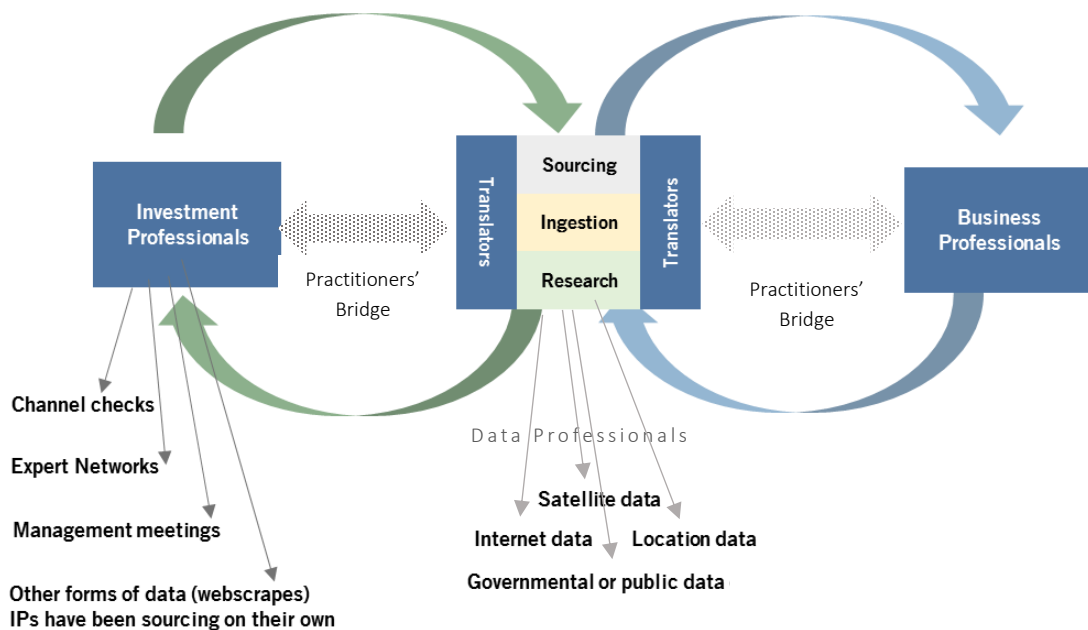 Investment
Professionals
Practitioners’
Bridge
Translators
Sourcing
Ingestion
Research
Translators
Practitioners’
Bridge
Business
Professionals
Channel checks
Expert Networks
Management meetings
Other forms of data (webscrapes)
IPs have been sourcing on their own
Data Professionals
Satellite data
Internet data
Location data
Governmental or public data